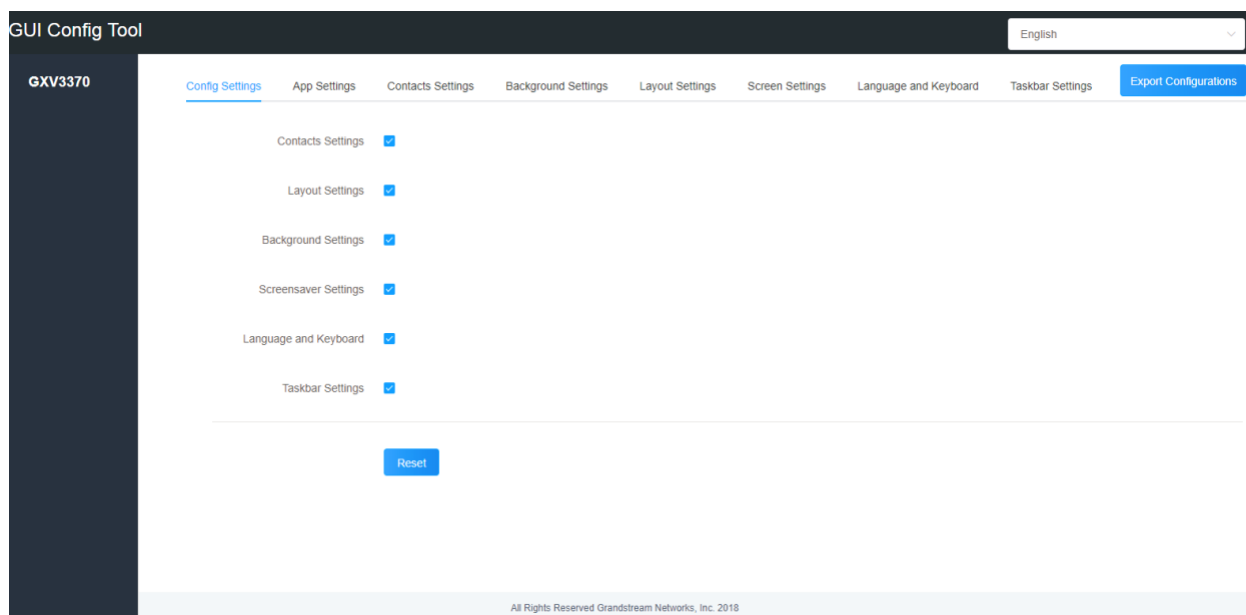 GUI Config Tool
English
GXV3370
Config Settings App Settings Contacts Settings Background Settings Layout Settings Screen Settings Language and Keyboard Taskbar Settings Export Configurations
Contacts Settings
Layout Settings
Background Settings
Screensaver Settings
Language and Keyboard
Taskbar Settings
Reset
All Rights Reserved Grandstream Networks, Inc. 2018